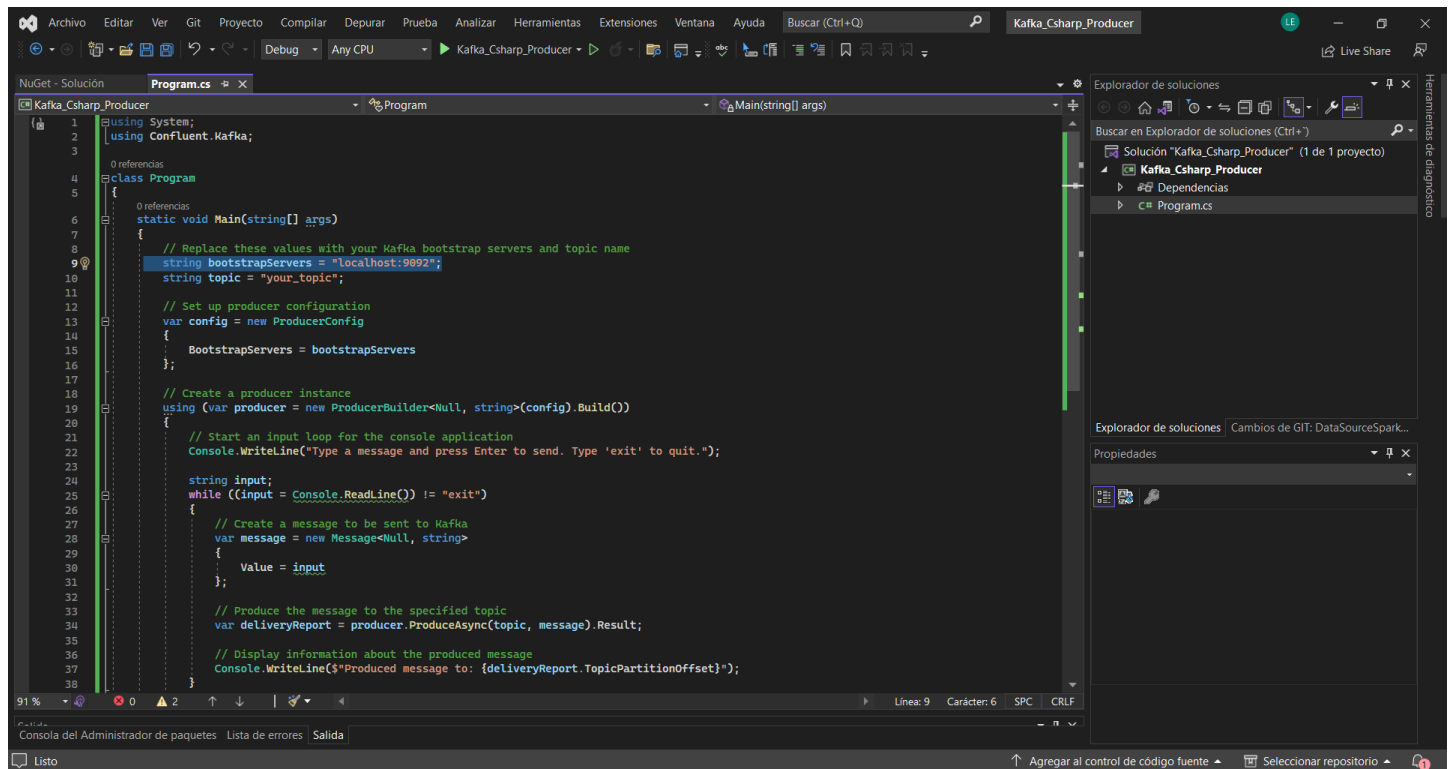 Archivo Editar Ver Git Proyecto Compilar Depurar Prueba Analizar Herramientas Extensiones Ventana Ayuda Buscar (Ctrl+Q) Kafka_Csharp_Producer LE
Debug Any CPU Kafka_Csharp_Producer Live Share
NuGet - Solución Program.cs
Kafka_Csharp_Producer Program Main(string[] args)
1 using System;
2 using Confluent.Kafka;
3
0 referencias
4 class Program
5 {
0 referencias
6 static void Main(string[] args)
7 {
8 // Replace these values with your Kafka bootstrap servers and topic name
9 string bootstrapServers = "localhost:9092";
10 string topic = "your_topic";
11
12 // Set up producer configuration
13 var config = new ProducerConfig
14 {
15 BootstrapServers = bootstrapServers
16 };
17
18 // Create a producer instance
19 using (var producer = new ProducerBuilder<Null, string>(config).Build())
20 {
21 // Start an input loop for the console application
22 Console.WriteLine("Type a message and press Enter to send. Type 'exit' to quit.");
23
24 string input;
25 while ((input = Console.ReadLine()) != "exit")
26 {
27 // Create a message to be sent to Kafka
28 var message = new Message<Null, string>
29 {
30 Value = input
31 };
32
33 // Produce the message to the specified topic
34 var deliveryReport = producer.ProduceAsync(topic, message).Result;
35
36 // Display information about the produced message
37 Console.WriteLine($"Produced message to: {deliveryReport.TopicPartitionOffset}");
38 }
91 % 0 2 Línea: 9 Carácter: 6 SPC CRLF
Consola del Administrador de paquetes Lista de errores Salida
Listo Agregar al control de código fuente Seleccionar repositorio 1
Explorador de soluciones
Buscar en Explorador de soluciones (Ctrl+¨)
Solución "Kafka_Csharp_Producer" (1 de 1 proyecto)
Kafka_Csharp_Producer
Dependencias
C# Program.cs
Explorador de soluciones Cambios de GIT: DataSourceSpark...
Propiedades
Herramientas de diagnóstico